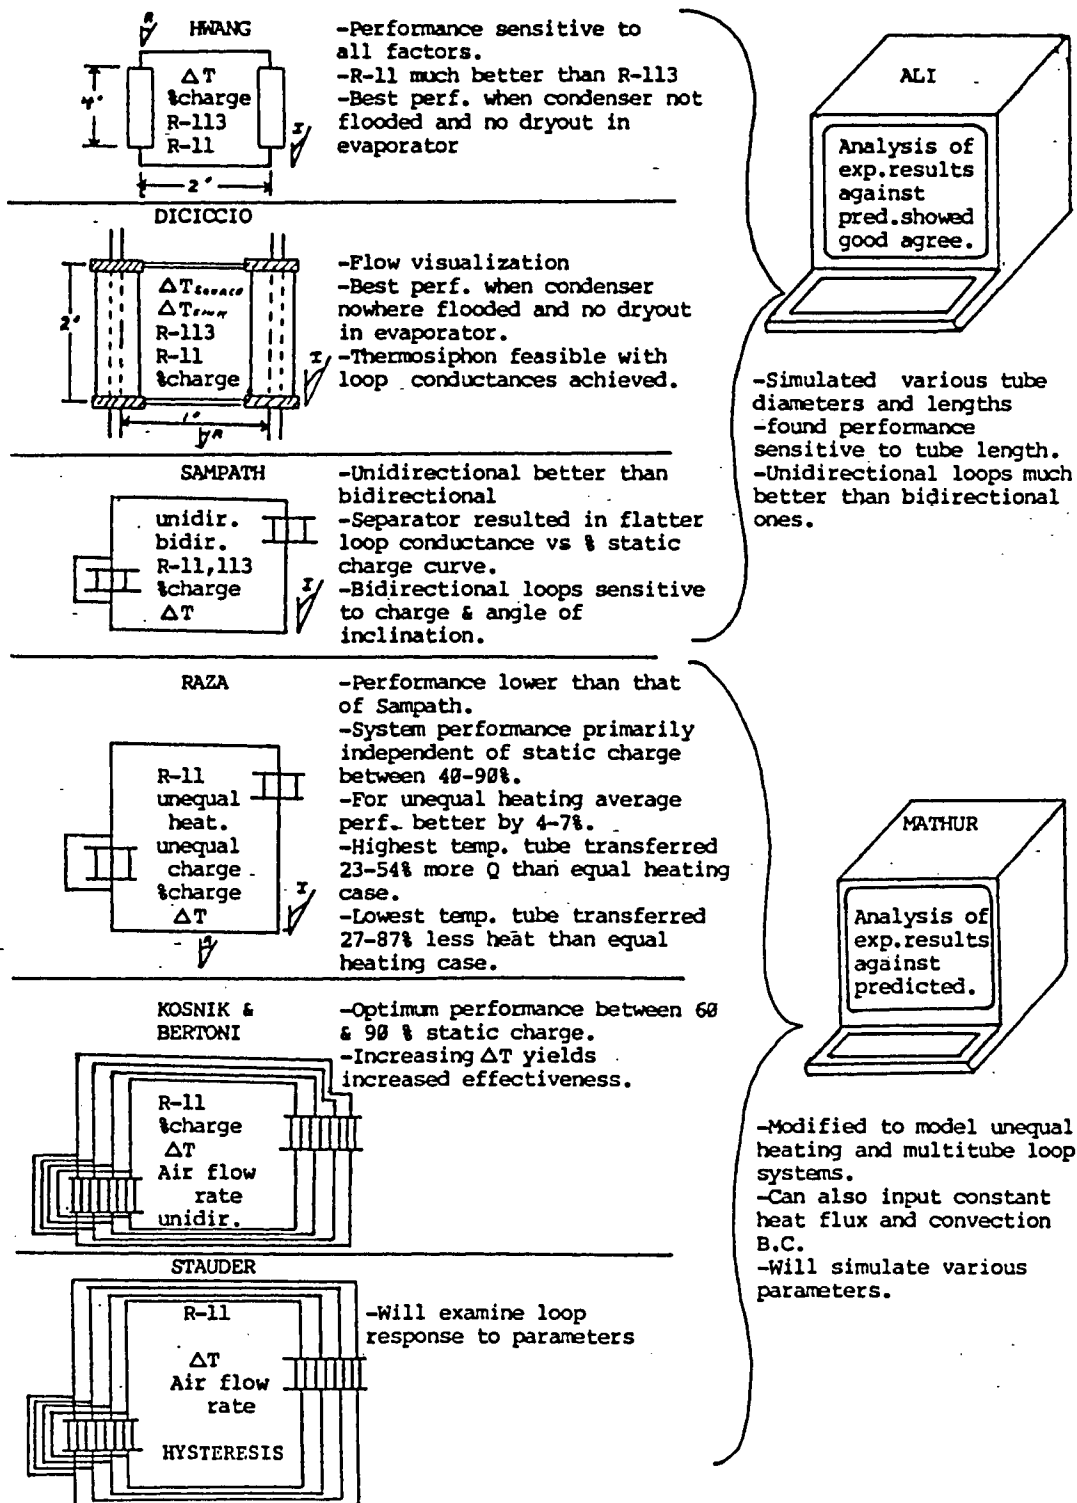 HWANG
R
4"
ΔT
%charge
R-113
R-11
I
2"
-Performance sensitive to
all factors.
-R-11 much better than R-113
-Best perf. when condenser not
flooded and no dryout in
evaporator
DICICCIO
2'
ΔT SOURCE
ΔT SINK
R-113
R-11
%charge
I
1'
R
-Flow visualization
-Best perf. when condenser
nowhere flooded and no dryout
in evaporator.
-Thermosiphon feasible with
loop conductances achieved.
SAMPATH
unidir.
bidir.
R-11,113
%charge
ΔT
I
-Unidirectional better than
bidirectional
-Separator resulted in flatter
loop conductance vs % static
charge curve.
-Bidirectional loops sensitive
to charge & angle of
inclination.
ALI
Analysis of
exp.results
against
pred.showed
good agree.
-Simulated various tube
diameters and lengths
-found performance
sensitive to tube length.
-Unidirectional loops much
better than bidirectional
ones.
RAZA
R-11
unequal
heat.
unequal
charge
%charge
ΔT
I
-Performance lower than that
of Sampath.
-System performance primarily
independent of static charge
between 40-90%.
-For unequal heating average
perf. better by 4-7%.
-Highest temp. tube transferred
23-54% more Q than equal heating
case.
-Lowest temp. tube transferred
27-87% less heat than equal
heating case.
KOSNIK &
BERTONI
R-11
%charge
ΔT
Air flow
rate
unidir.
-Optimum performance between 60
& 90 % static charge.
-Increasing ΔT yields
increased effectiveness.
STAUDER
R-11
ΔT
Air flow
rate
HYSTERESIS
-Will examine loop
response to parameters
MATHUR
Analysis of
exp.results
against
predicted.
-Modified to model unequal
heating and multitube loop
systems.
-Can also input constant
heat flux and convection
B.C.
-Will simulate various
parameters.